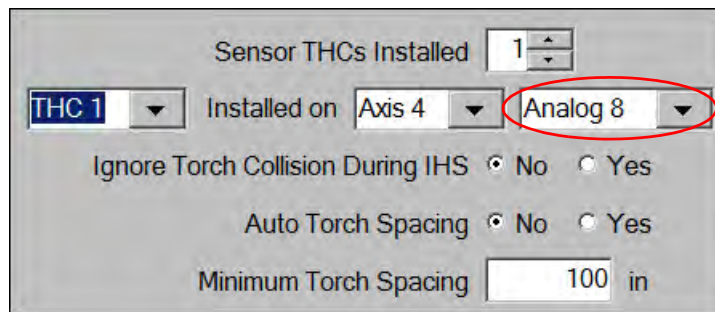 Sensor THCs Installed 1
THC 1 Installed on Axis 4 Analog 8
Ignore Torch Collision During IHS No Yes
Auto Torch Spacing No Yes
Minimum Torch Spacing 100 in